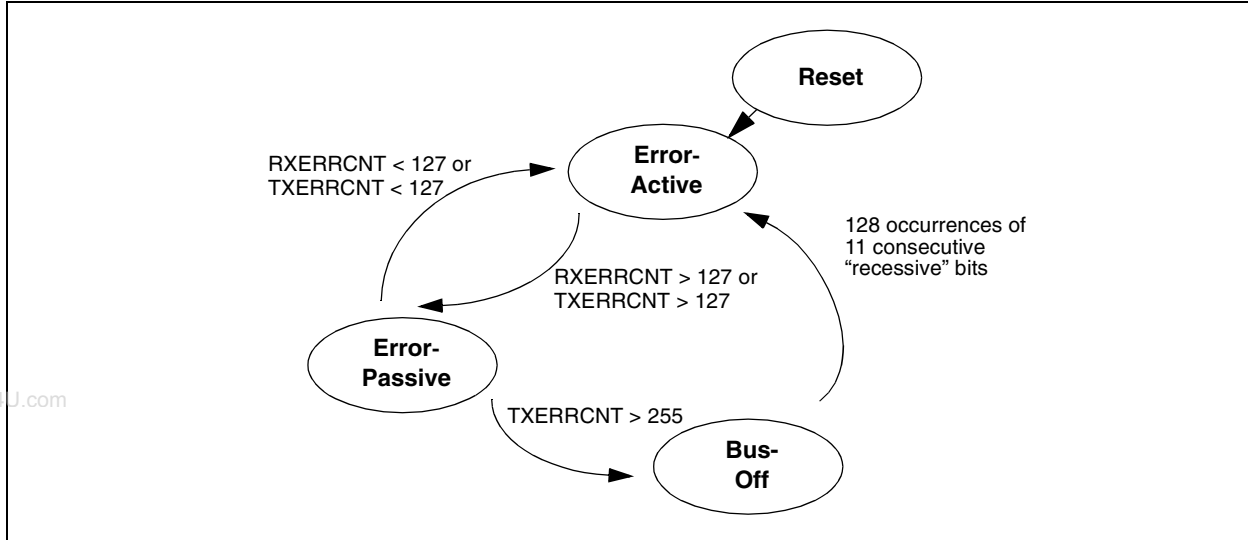 Reset
Error-
Active
RXERRCNT < 127 or
TXERRCNT < 127
128 occurrences of
11 consecutive
“recessive” bits
RXERRCNT > 127 or
TXERRCNT > 127
Error-
Passive
U.com
TXERRCNT > 255
Bus-
Off